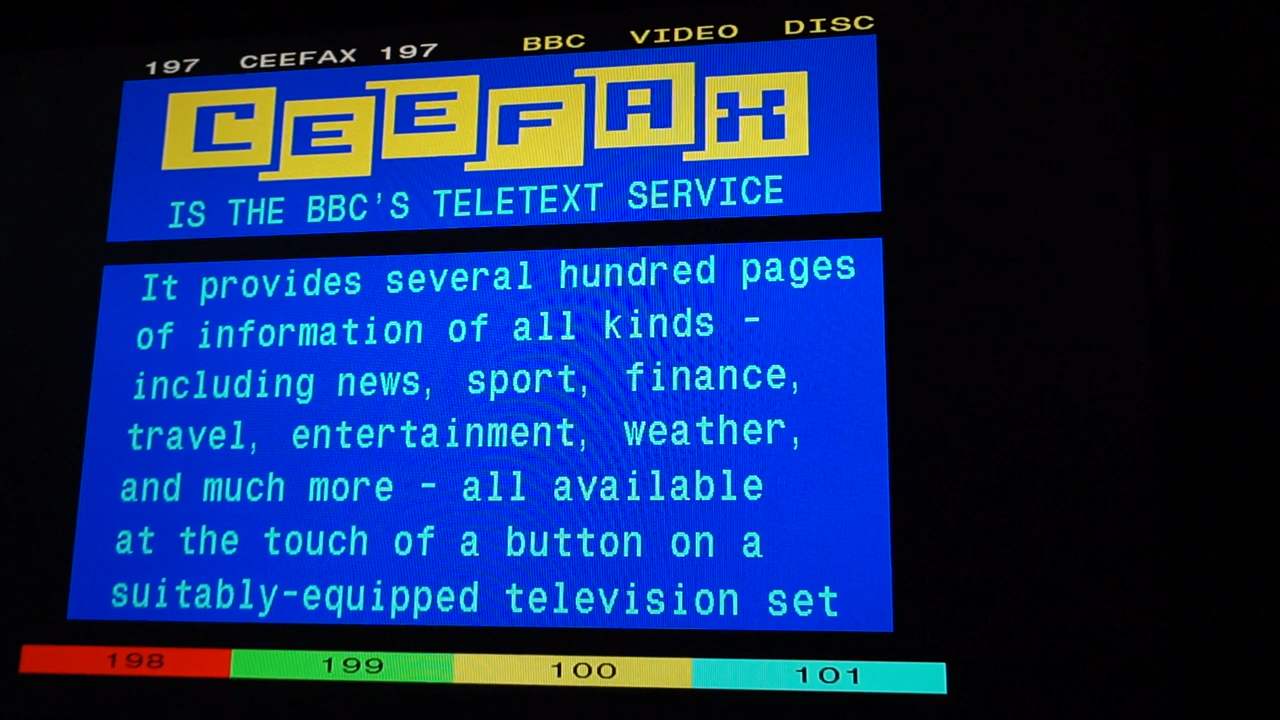 197 CEEFAX 197 BBC VIDEO DISC
CEEFAX
IS THE BBC'S TELETEXT SERVICE
It provides several hundred pages
of information of all kinds -
including news, sport, finance,
travel, entertainment, weather,
and much more - all available
at the touch of a button on a
suitably-equipped television set
198 199 100 101